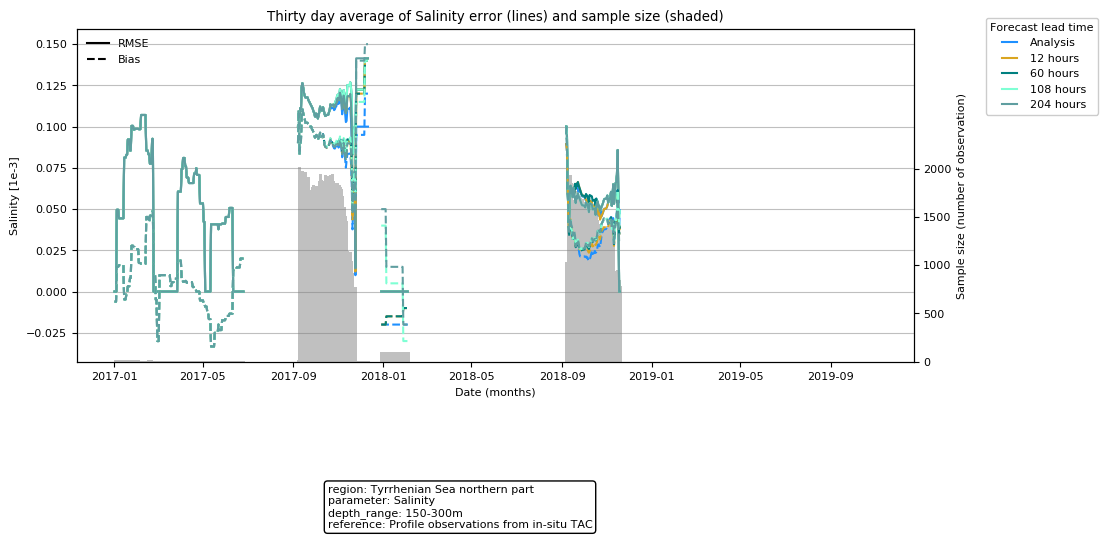 Thirty day average of Salinity error (lines) and sample size (shaded)
Forecast lead time
Analysis
12 hours
60 hours
108 hours
204 hours
RMSE
Bias
0.150
0.125
0.100
0.075
0.050
0.025
0.000
−0.025
Salinity [1e-3]
2000
1500
1000
500
0
Sample size (number of observation)
2017-01
2017-05
2017-09
2018-01
2018-05
2018-09
2019-01
2019-05
2019-09
Date (months)
region: Tyrrhenian Sea northern part
parameter: Salinity
depth_range: 150-300m
reference: Profile observations from in-situ TAC